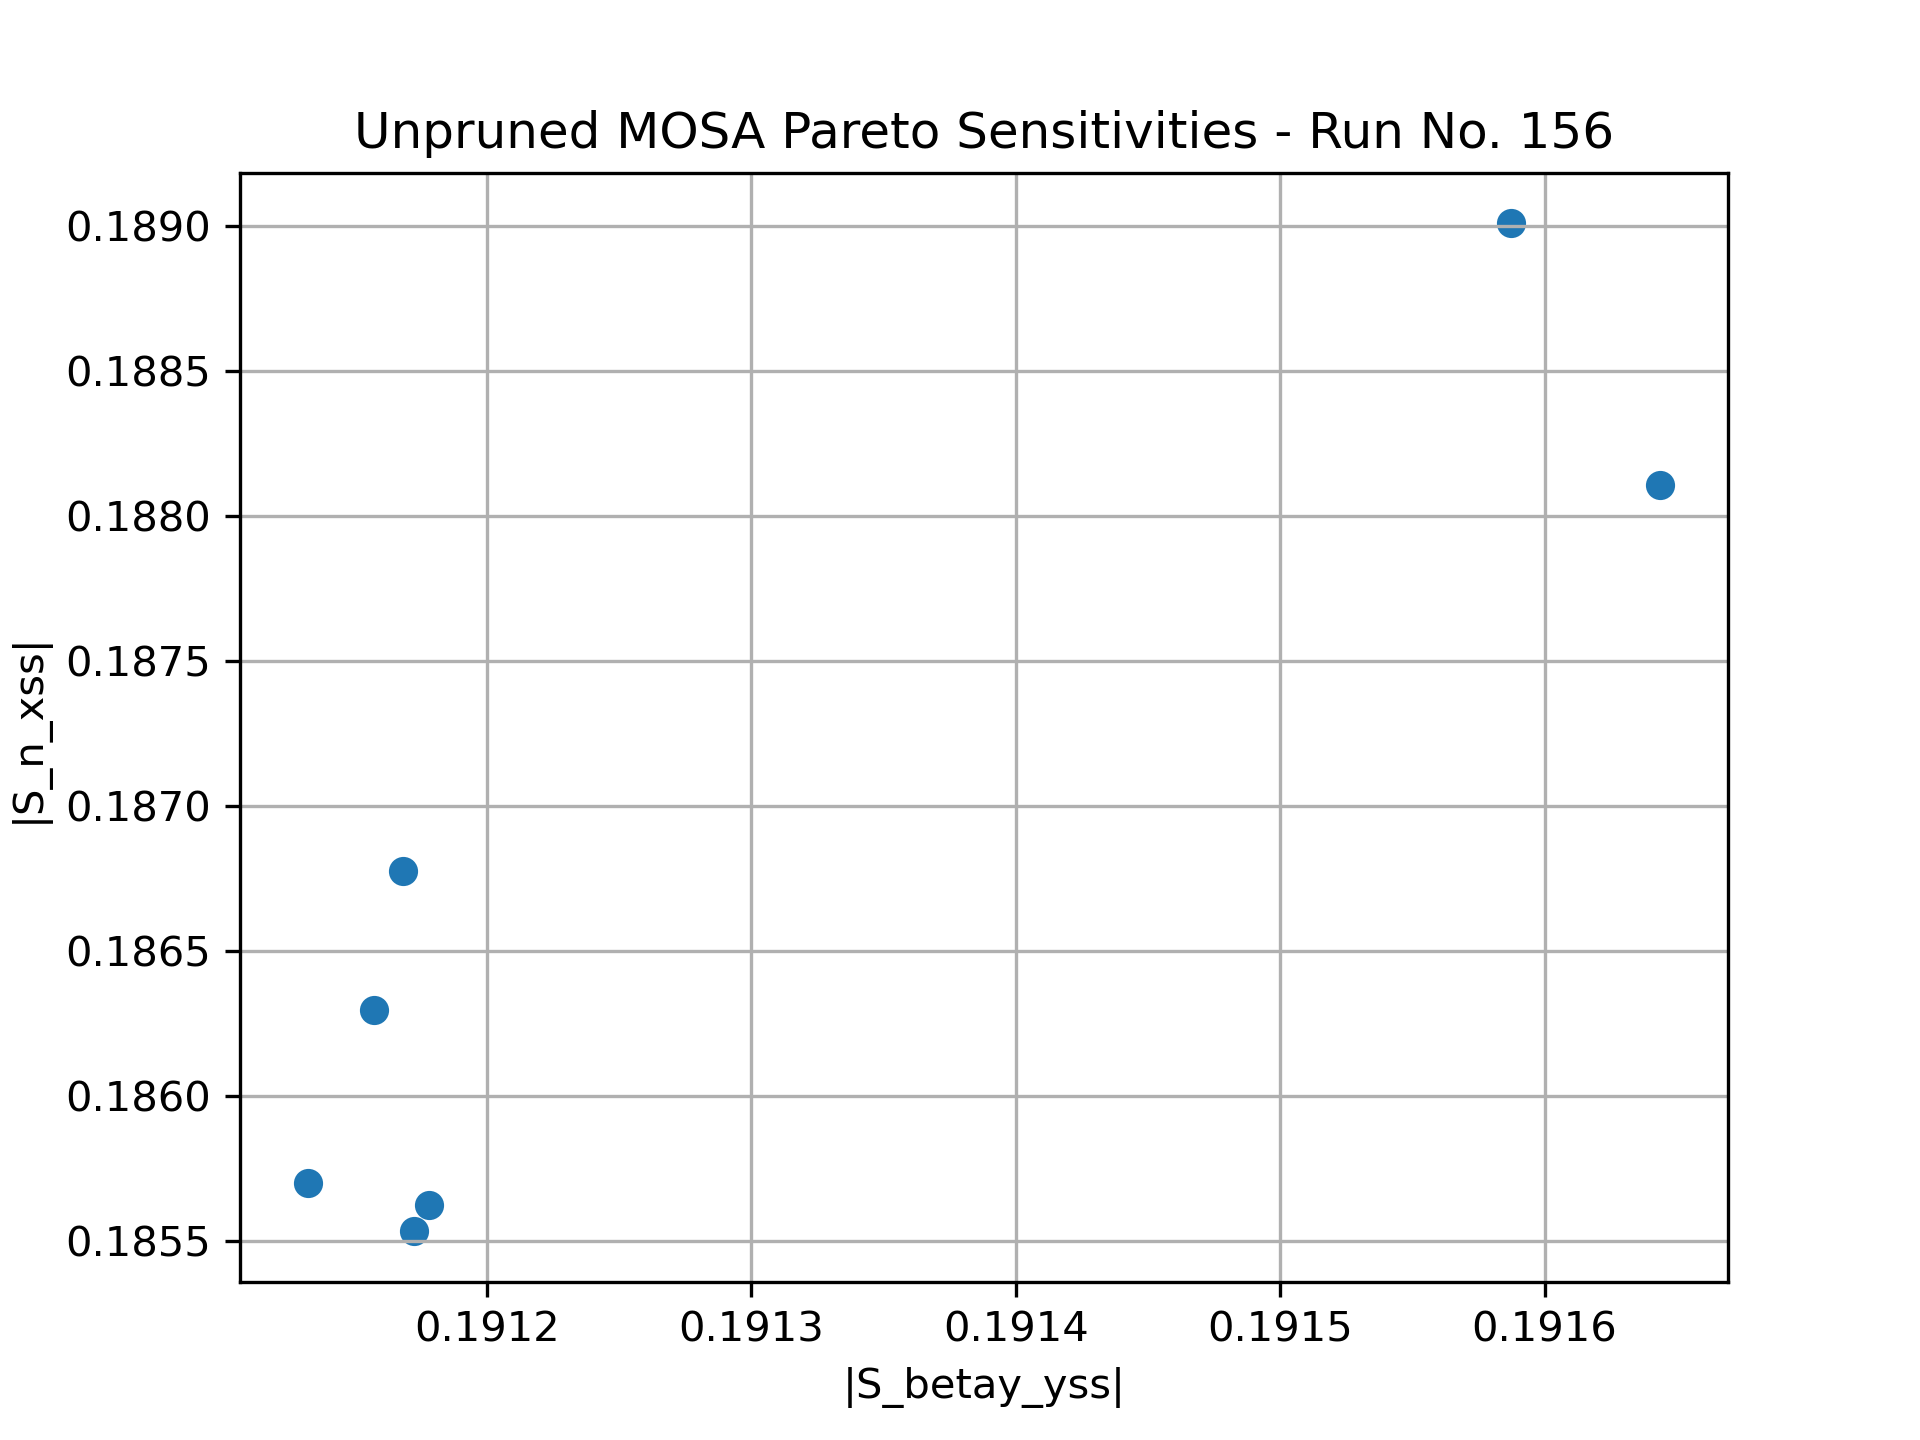 Unpruned MOSA Pareto Sensitivities - Run No. 156
0.1890
0.1885
0.1880
0.1875
0.1870
0.1865
0.1860
0.1855
|S_n_xss|
0.1912 0.1913 0.1914 0.1915 0.1916
|S_betay_yss|